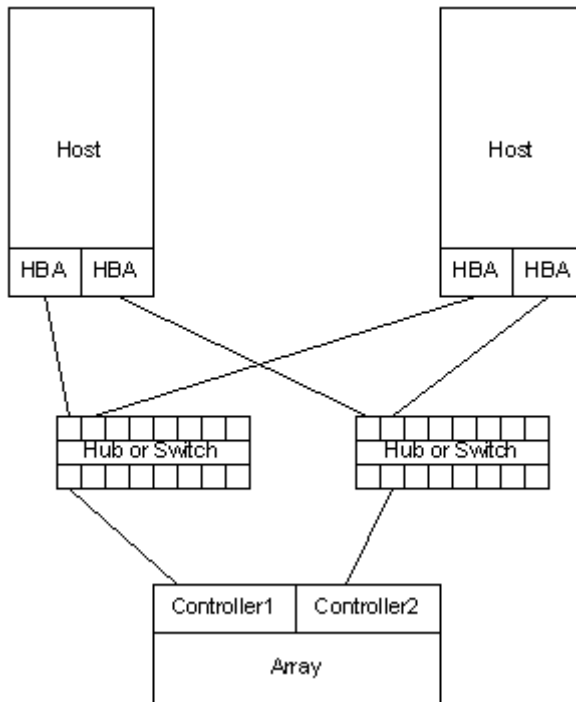 Host
Host
HBA HBA
HBA HBA
Hub or Switch
Hub or Switch
Controller1 Controller2
Array